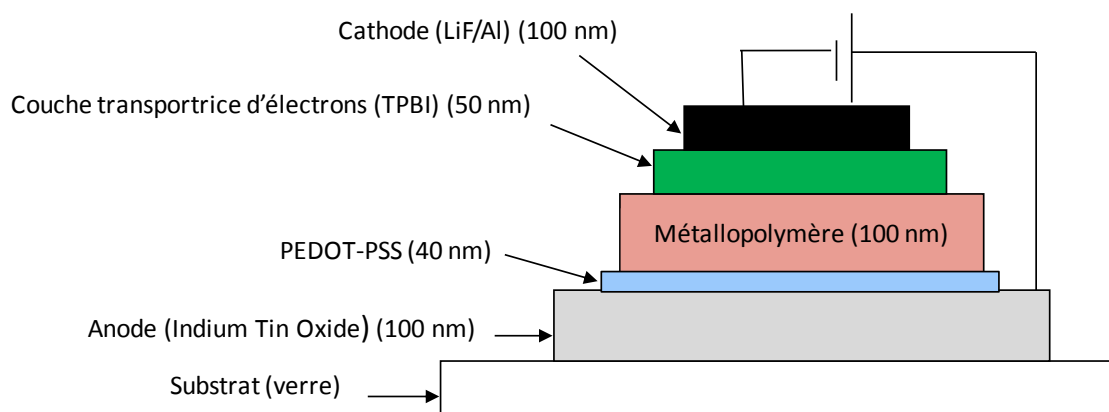 Cathode (LiF/Al) (100 nm)
Couche transportrice d’électrons (TPBI) (50 nm)
Métallopolymère (100 nm)
PEDOT-PSS (40 nm)
Anode (Indium Tin Oxide) (100 nm)
Substrat (verre)